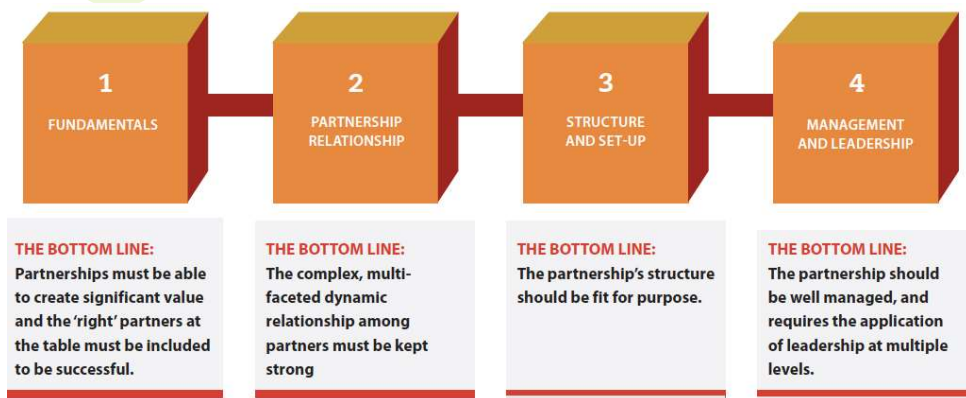 1
FUNDAMENTALS
2
PARTNERSHIP
RELATIONSHIP
3
STRUCTURE
AND SET-UP
4
MANAGEMENT
AND LEADERSHIP
THE BOTTOM LINE:
Partnerships must be able
to create significant value
and the ‘right’ partners at
the table must be included
to be successful.
THE BOTTOM LINE:
The complex, multi-
faceted dynamic
relationship among
partners must be kept
strong
THE BOTTOM LINE:
The partnership’s structure
should be fit for purpose.
THE BOTTOM LINE:
The partnership should
be well managed, and
requires the application
of leadership at multiple
levels.